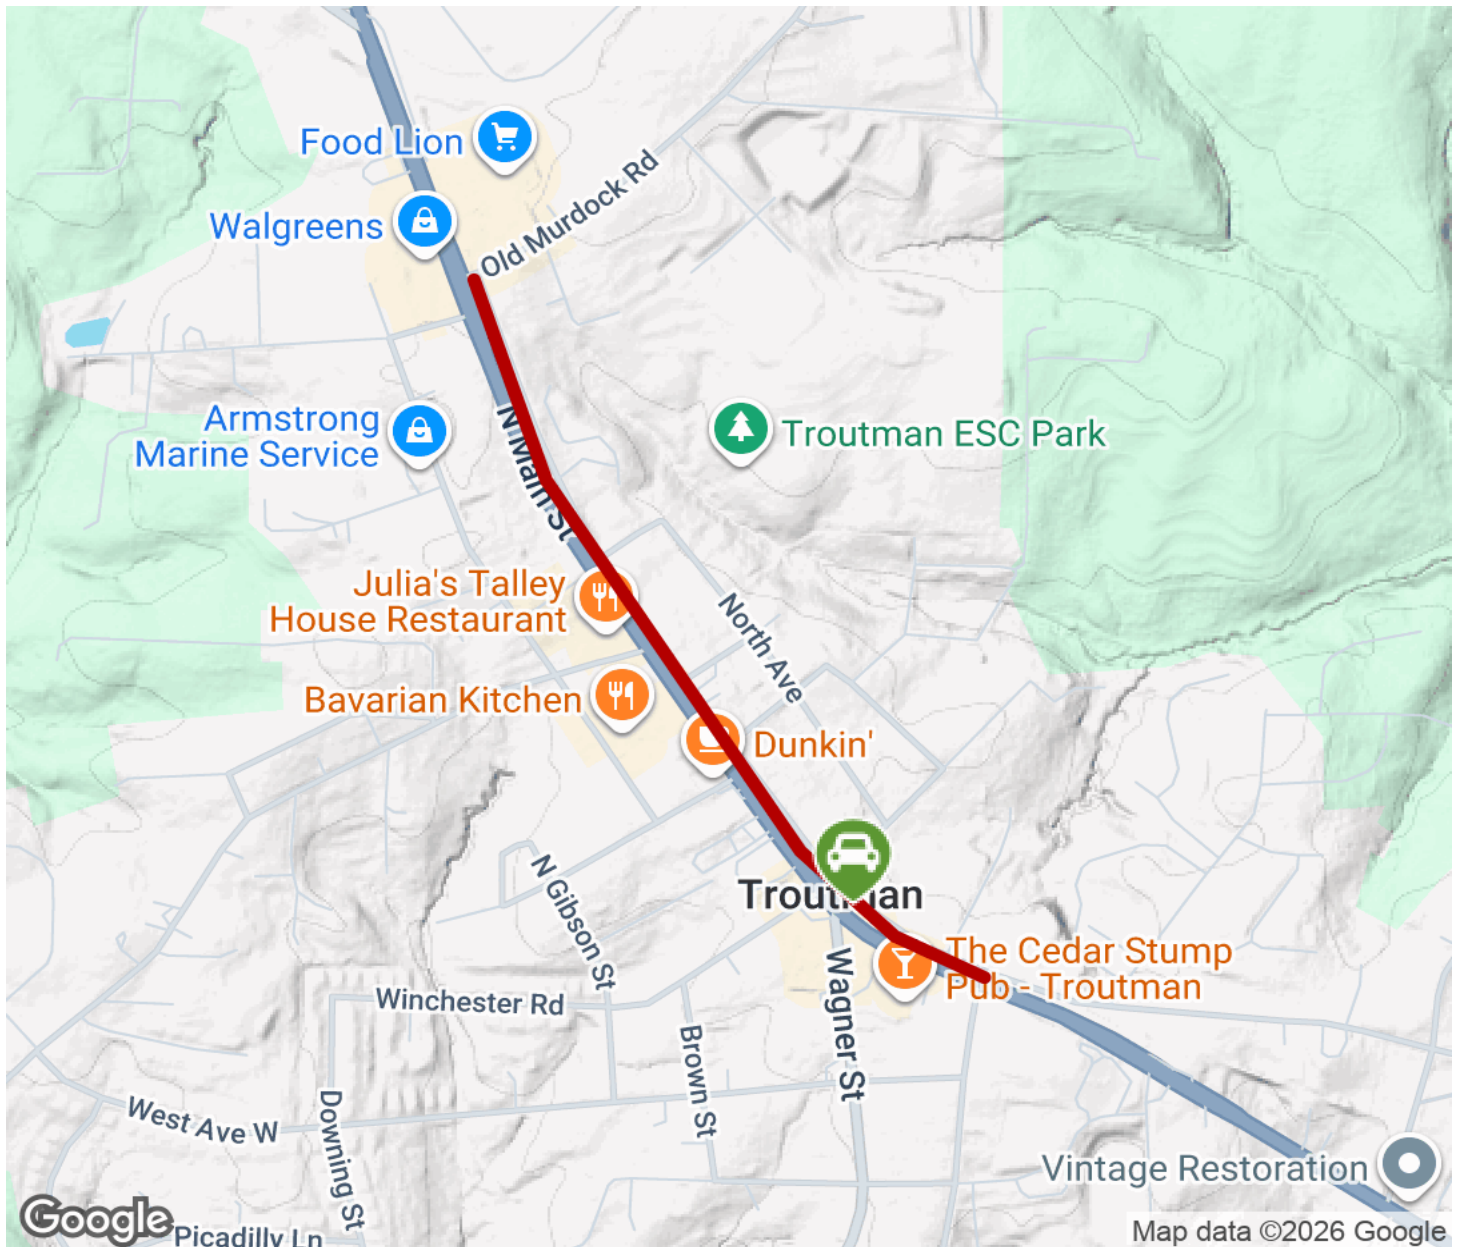 Food Lion
Old Murdock Rd
Walgreens
Armstrong
Marine Service
N Main St
Troutman ESC Park
Julia's Talley
House Restaurant
North Ave
Bavarian Kitchen
Dunkin'
N Gibson St
Troutman
The Cedar Stump
Pub - Troutman
Wagner St
Winchester Rd
Brown St
West Ave W
Downing St
Vintage Restoration
Google
Picadilly Ln
Map data ©2026 Google